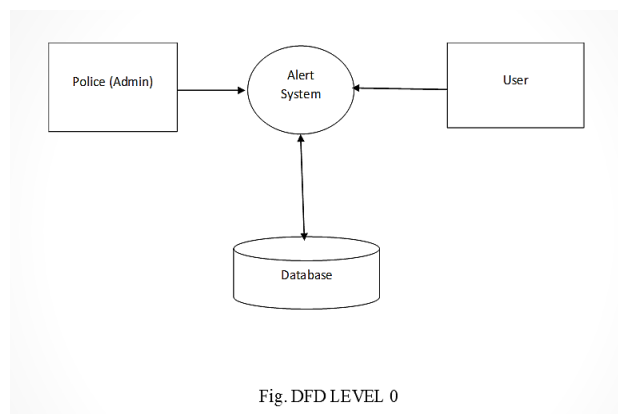 Police (Admin)
Alert
System
User
Database
Fig. DFD LEVEL 0